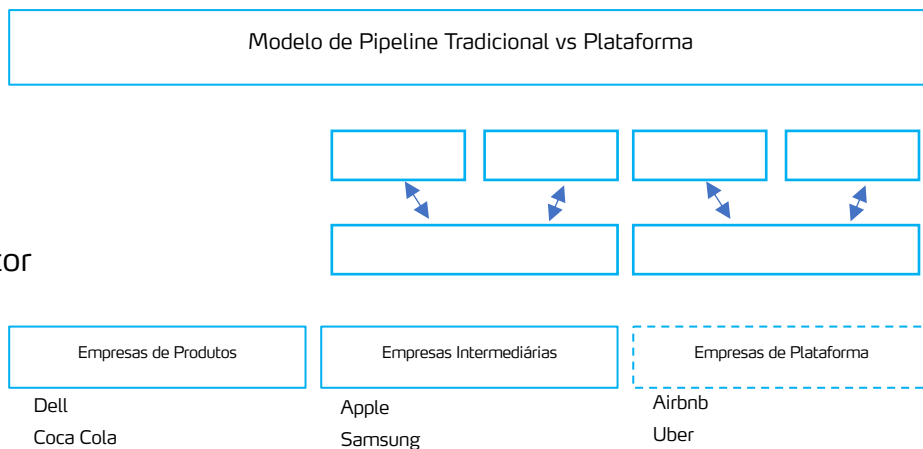 Modelo de Pipeline Tradicional vs Plataforma
tor
Empresas de Produtos
Empresas Intermediárias
Empresas de Plataforma
Dell
Apple
Airbnb
Coca Cola
Samsung
Uber